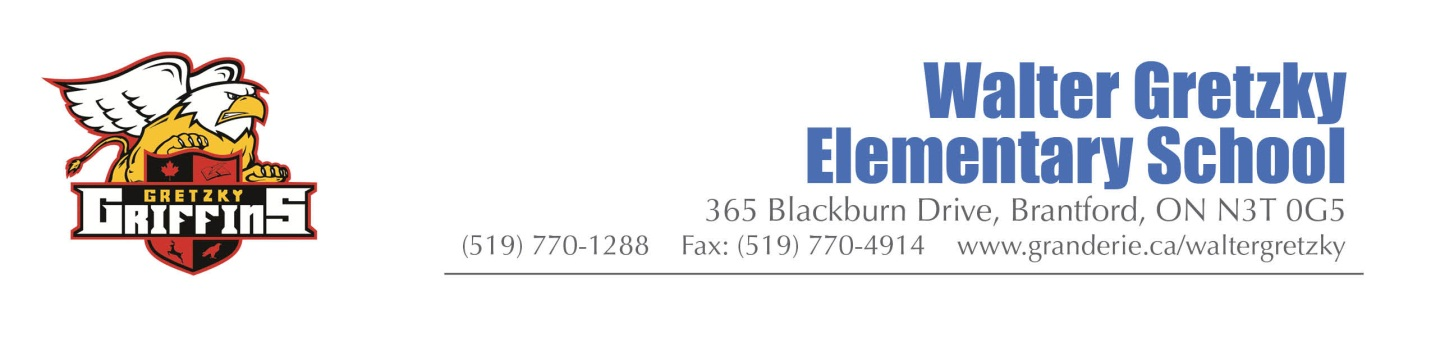 GRETZKY
GRIFFINS
Walter Gretzky
Elementary School
365 Blackburn Drive, Brantford, ON N3T 0G5
(519) 770-1288 Fax: (519) 770-4914 www.granderie.ca/waltergretzky